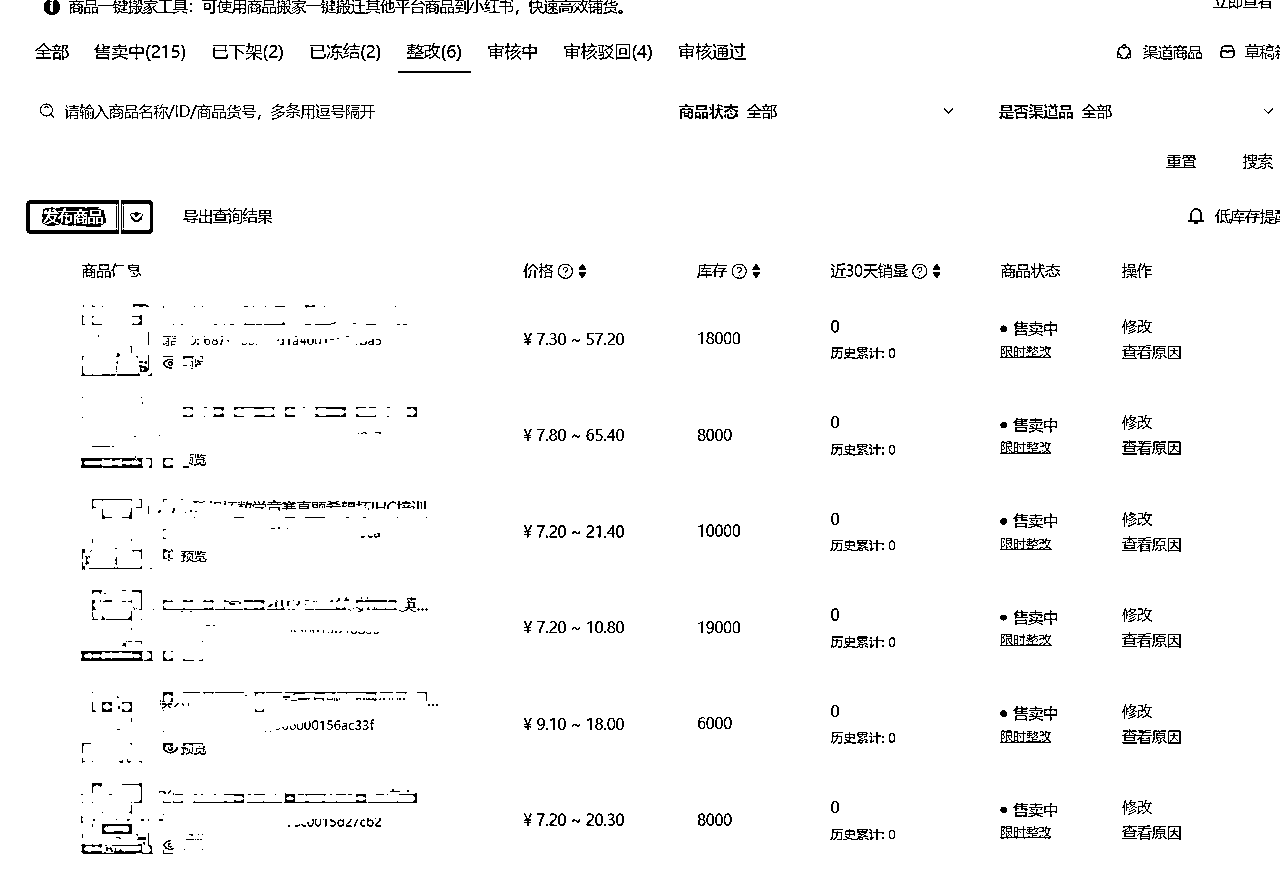 商品一键搬家工具：可使用商品搬家一键搬迁其他平台商品到小红书，快速高效铺货。 立即查看
全部 售卖中(215) 已下架(2) 已冻结(2) 整改(6) 审核中 审核驳回(4) 审核通过 渠道商品 草稿
请输入商品名称/ID/商品货号，多条用逗号隔开 商品状态 全部 是否渠道品 全部
重置 搜索
发布商品 导出查询结果 低库存提
商品信息 价格 库存 近30天销量 商品状态 操作
¥ 7.30 ~ 57.20 18000 0 售卖中 修改
历史累计: 0 限时整改 查看原因
¥ 7.80 ~ 65.40 8000 0 售卖中 修改
历史累计: 0 限时整改 查看原因
预览
¥ 7.20 ~ 21.40 10000 0 售卖中 修改
历史累计: 0 限时整改 查看原因
预览
英...
¥ 7.20 ~ 10.80 19000 0 售卖中 修改
历史累计: 0 限时整改 查看原因
¥ 9.10 ~ 18.00 6000 0 售卖中 修改
历史累计: 0 限时整改 查看原因
预览
¥ 7.20 ~ 20.30 8000 0 售卖中 修改
历史累计: 0 限时整改 查看原因